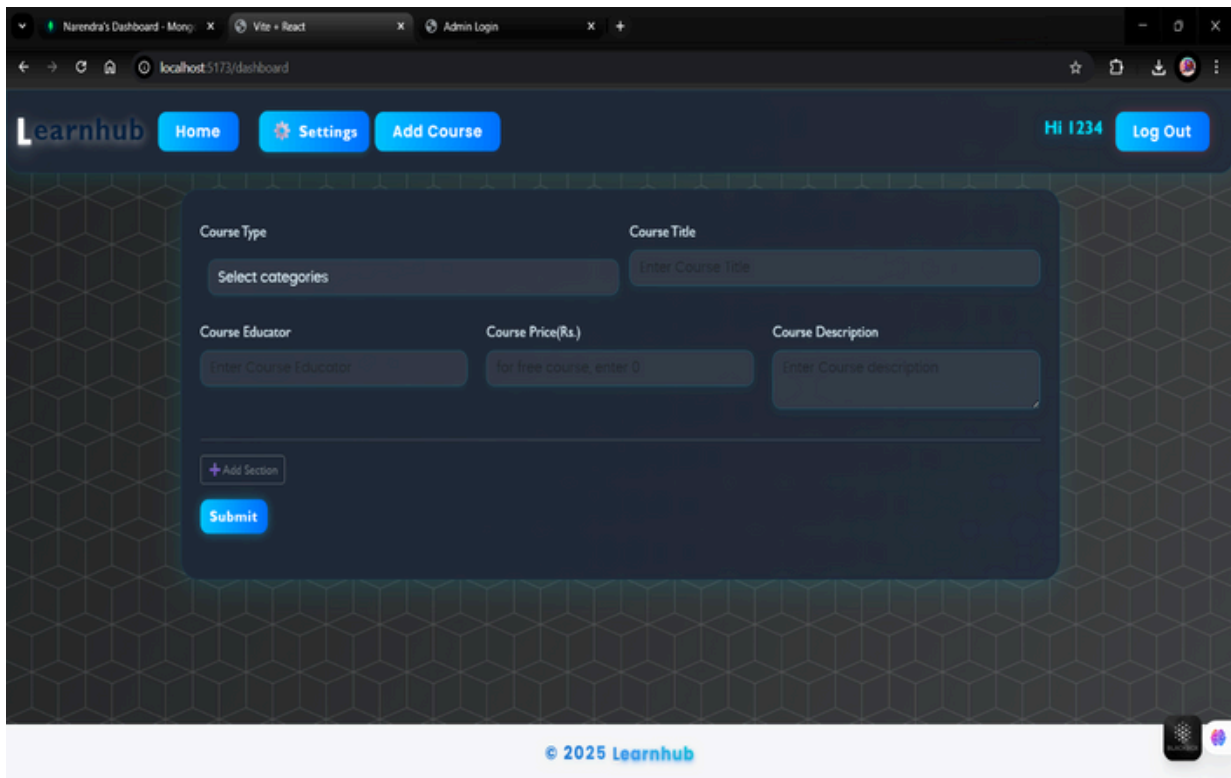 Narendra's Dashboard - Mong
Vite + React
Admin Login
localhost:5173/dashboard
Learnhub
Home
Settings
Add Course
Hi 1234
Log Out
Course Type
Course Title
Select categories
Enter Course Title
Course Educator
Course Price(Rs.)
Course Description
Enter Course Educator
for free course, enter 0
Enter Course description
Add Section
Submit
© 2025 Learnhub